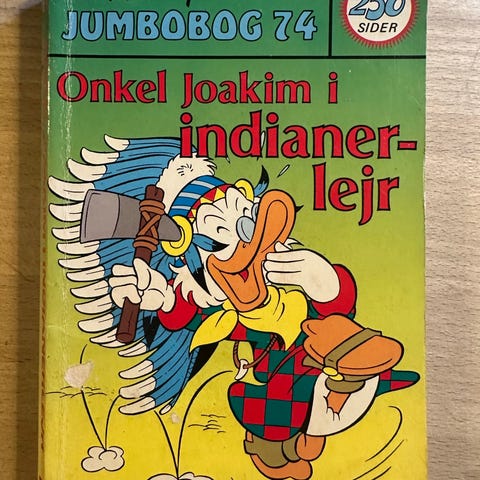 JUMBOBOG 74
250
SIDER
Onkel Joakim i
indianer-
lejr